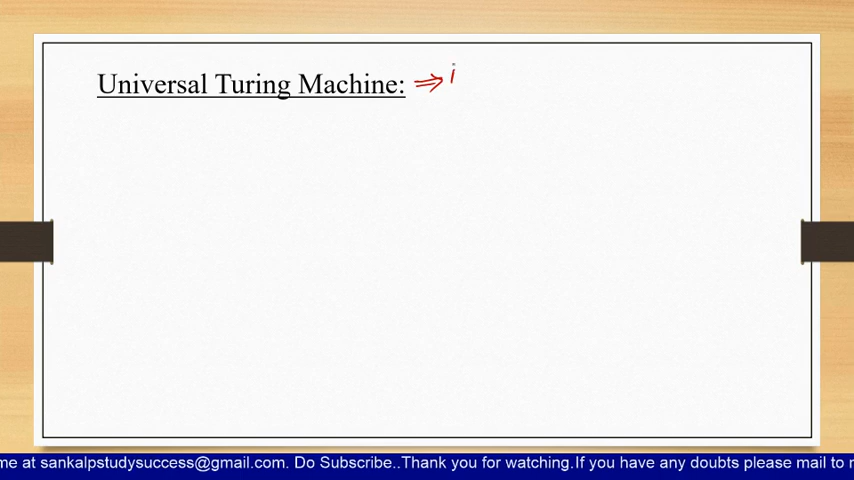 Universal Turing Machine: ⇒ i
me at sankalpstudysuccess@gmail.com. Do Subscribe..Thank you for watching.If you have any doubts please mail to